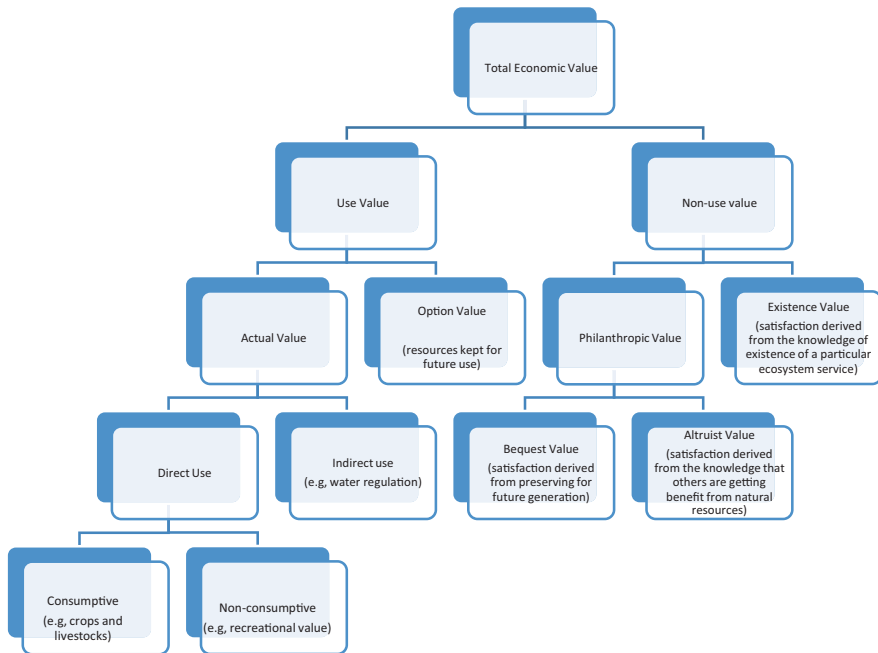 Total Economic Value
Use Value
Non-use value
Actual Value
Option Value
(resources kept for
future use)
Philanthropic Value
Existence Value
(satisfaction derived
from the knowledge of
existence of a particular
ecosystem service)
Direct Use
Indirect use
(e.g, water regulation)
Bequest Value
(satisfaction derived
from preserving for
future generation)
Altruist Value
(satisfaction derived
from the knowledge that
others are getting
benefit from natural
resources)
Consumptive
(e.g, crops and
livestocks)
Non-consumptive
(e.g, recreational value)